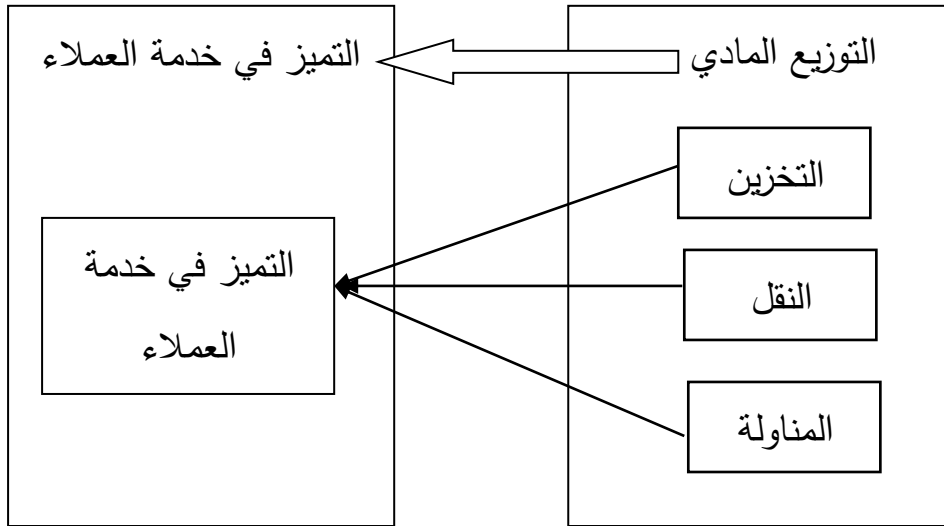 التوزيع المادي
التخزين
النقل
المناولة
التميز في خدمة العملاء
التميز في خدمة
العملاء